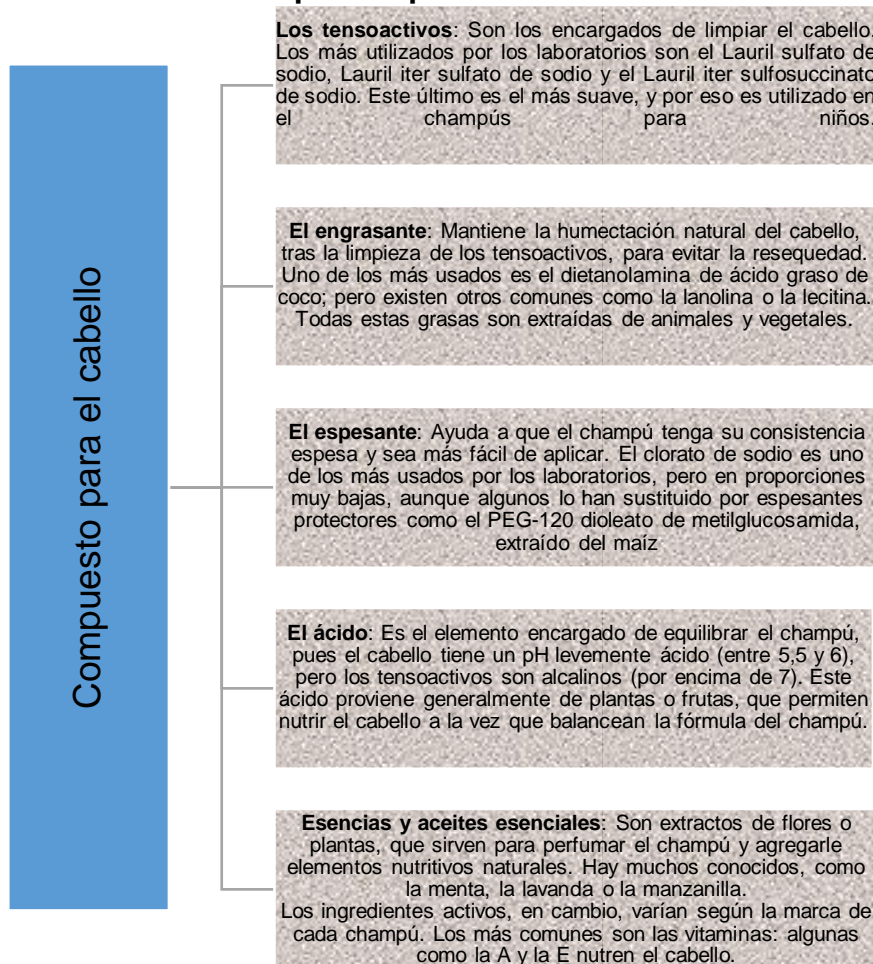 Compuesto para el cabello
Los tensoactivos: Son los encargados de limpiar el cabello.
Los más utilizados por los laboratorios son el Lauril sulfato de
sodio, Lauril iter sulfato de sodio y el Lauril iter sulfosuccinato
de sodio. Este último es el más suave, y por eso es utilizado en
el champús para niños.
El engrasante: Mantiene la humectación natural del cabello,
tras la limpieza de los tensoactivos, para evitar la resequedad.
Uno de los más usados es el dietanolamina de ácido graso de
coco; pero existen otros comunes como la lanolina o la lecitina.
Todas estas grasas son extraídas de animales y vegetales.
El espesante: Ayuda a que el champú tenga su consistencia
espesa y sea más fácil de aplicar. El clorato de sodio es uno
de los más usados por los laboratorios, pero en proporciones
muy bajas, aunque algunos lo han sustituido por espesantes
protectores como el PEG-120 dioleato de metilglucosamida,
extraído del maíz
El ácido: Es el elemento encargado de equilibrar el champú,
pues el cabello tiene un pH levemente ácido (entre 5,5 y 6),
pero los tensoactivos son alcalinos (por encima de 7). Este
ácido proviene generalmente de plantas o frutas, que permiten
nutrir el cabello a la vez que balancean la fórmula del champú.
Esencias y aceites esenciales: Son extractos de flores o
plantas, que sirven para perfumar el champú y agregarle
elementos nutritivos naturales. Hay muchos conocidos, como
la menta, la lavanda o la manzanilla.
Los ingredientes activos, en cambio, varían según la marca de
cada champú. Los más comunes son las vitaminas: algunas
como la A y la E nutren el cabello.